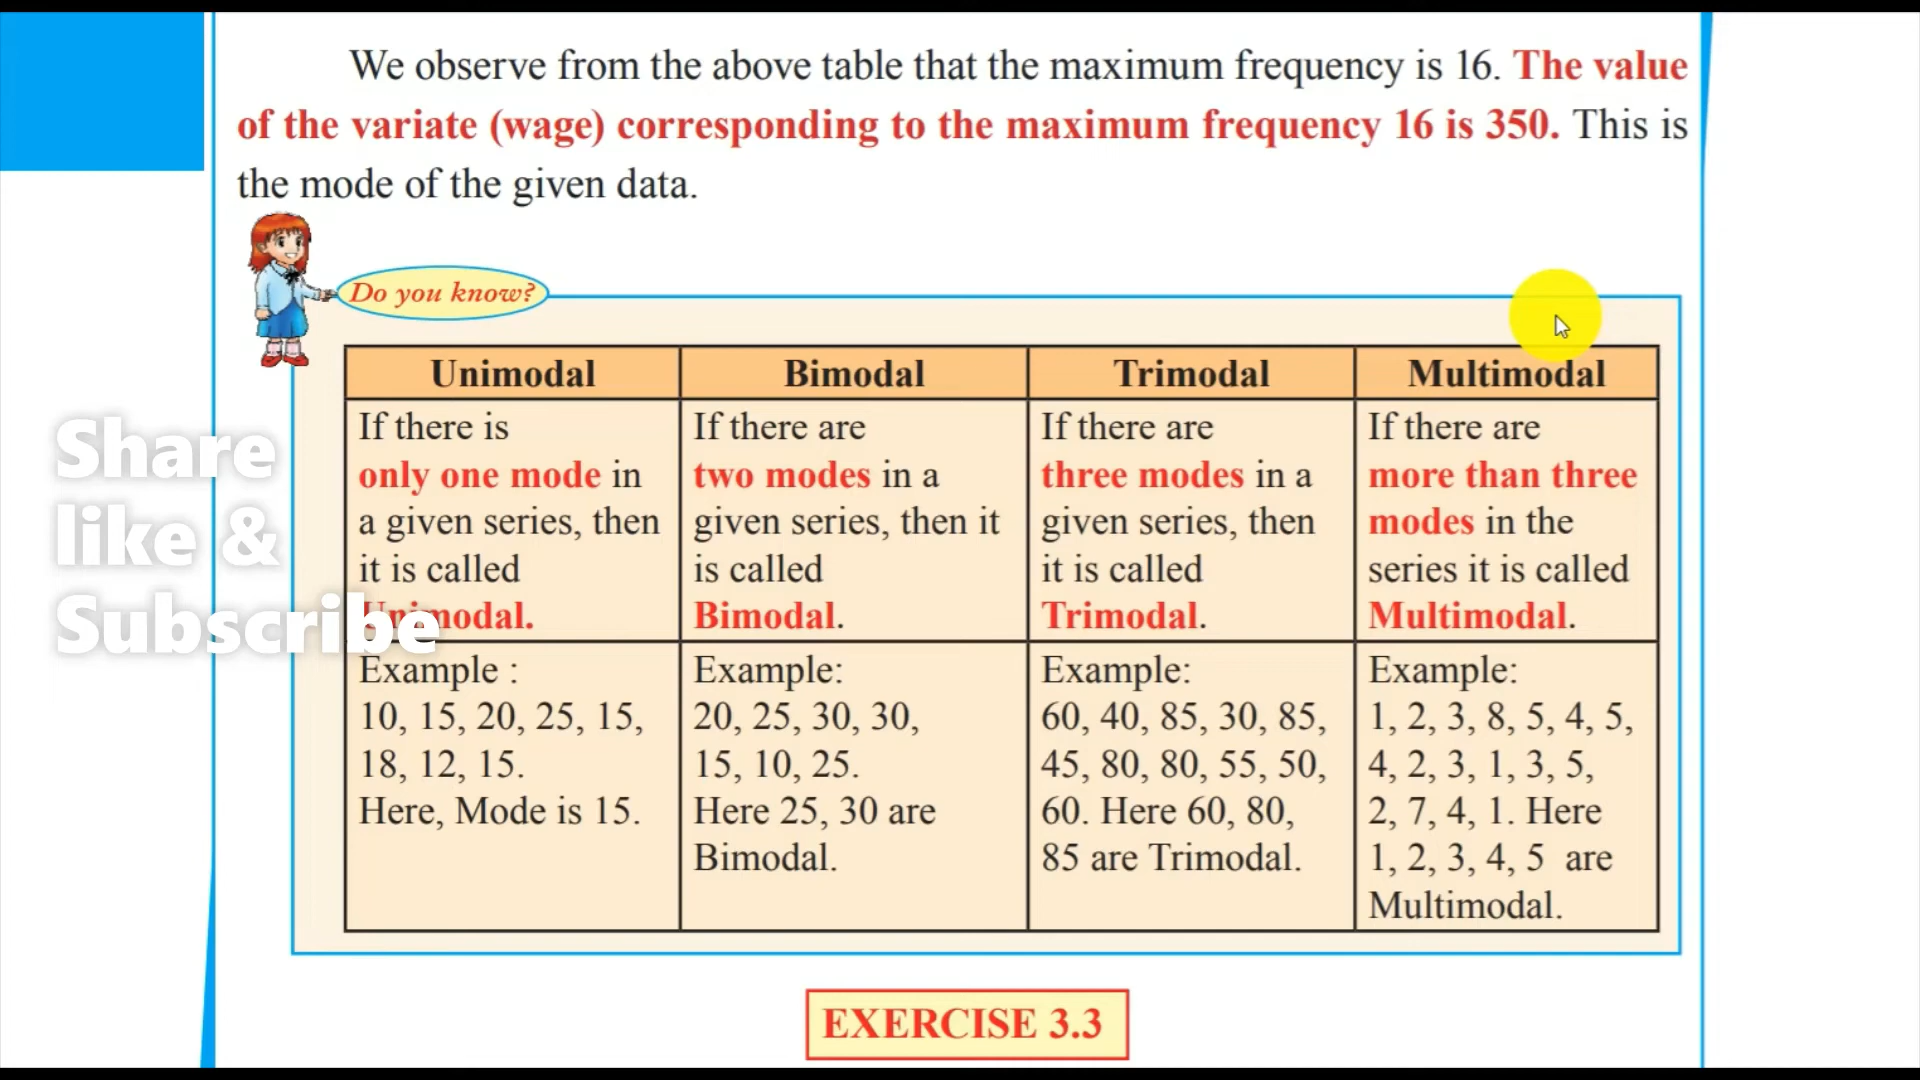 We observe from the above table that the maximum frequency is 16. The value
of the variate (wage) corresponding to the maximum frequency 16 is 350. This is
the mode of the given data.
Do you know?
Unimodal
If there is
only one mode in
a given series, then
it is called
Unimodal.
Example :
10, 15, 20, 25, 15,
18, 12, 15.
Here, Mode is 15.
Bimodal
If there are
two modes in a
given series, then it
is called
Bimodal.
Example:
20, 25, 30, 30,
15, 10, 25.
Here 25, 30 are
Bimodal.
Trimodal
If there are
three modes in a
given series, then
it is called
Trimodal.
Example:
60, 40, 85, 30, 85,
45, 80, 80, 55, 50,
60. Here 60, 80,
85 are Trimodal.
Multimodal
If there are
more than three
modes in the
series it is called
Multimodal.
Example:
1, 2, 3, 8, 5, 4, 5,
4, 2, 3, 1, 3, 5,
2, 7, 4, 1. Here
1, 2, 3, 4, 5 are
Multimodal.
Share
like &
Subscribe
EXERCISE 3.3